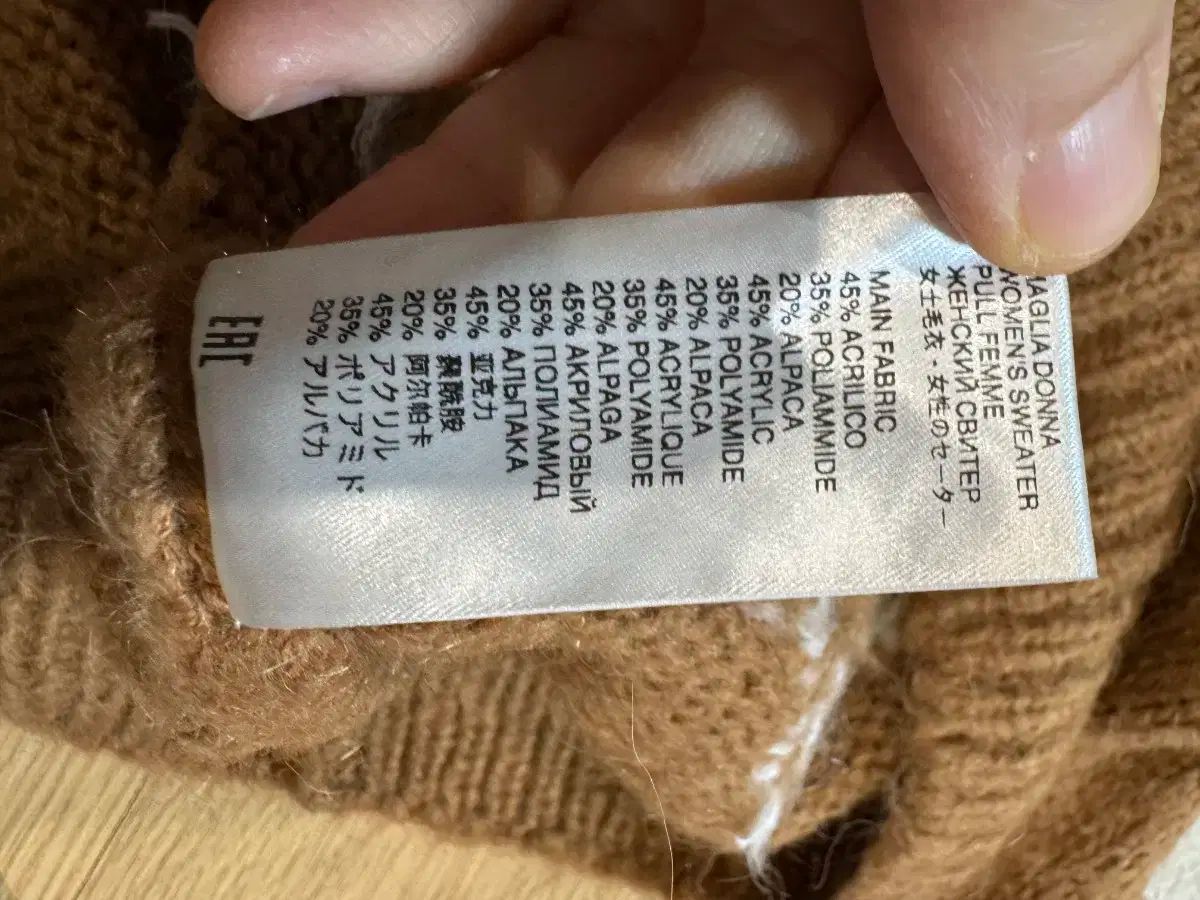 MAGLIA DONNA
WOMEN'S SWEATER
PULL FEMME
ЖЕНСКИЙ СВИТЕР
女士毛衣 - 女性のセーター
MAIN FABRIC
45% ACRILICO
35% POLIAMMIDE
20% ALPACA
45% ACRYLIC
35% POLYAMIDE
20% ALPACA
45% ACRYLIQUE
35% POLYAMIDE
20% ALPAGA
45% АКРИЛОВЫЙ
35% ПОЛИАМИД
20% АЛЬПАКА
45% 亚克力
35% 聚酰胺
20% 阿尔帕卡
45% アクリル
35% ポリアミド
20% アルパカ
EAC